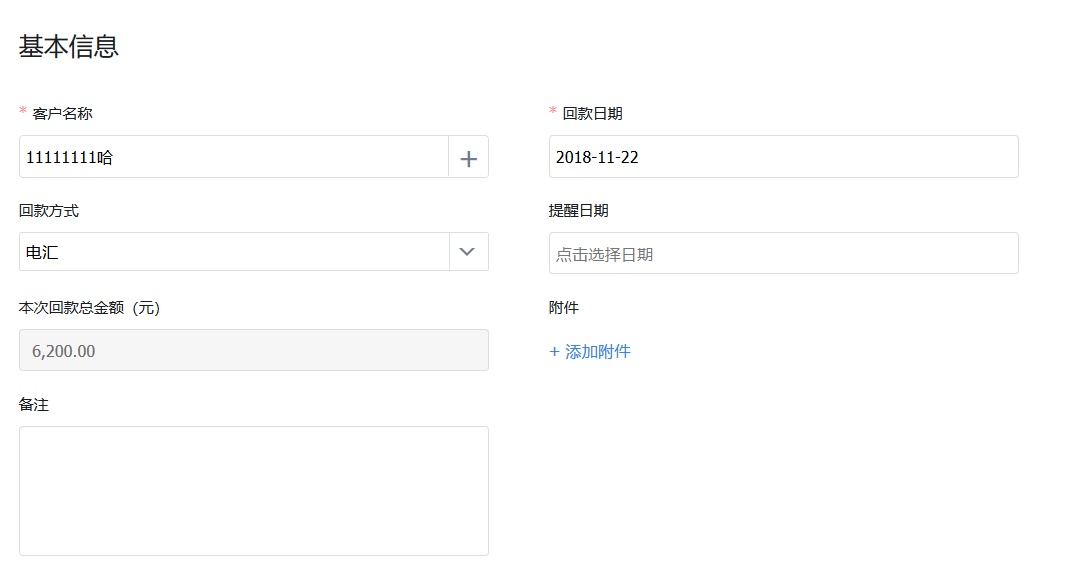 基本信息
* 客户名称
* 回款日期
11111111哈
2018-11-22
回款方式
提醒日期
电汇
点击选择日期
本次回款总金额（元）
附件
6,200.00
+ 添加附件
备注